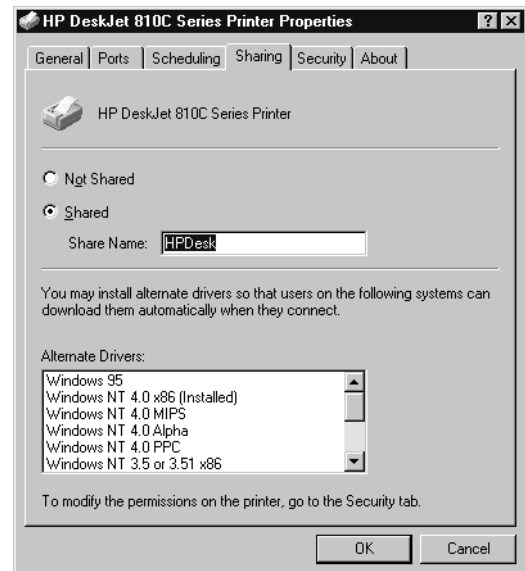 HP DeskJet 810C Series Printer Properties
General Ports Scheduling Sharing Security About
HP DeskJet 810C Series Printer
Not Shared
Shared
Share Name: HPDesk
You may install alternate drivers so that users on the following systems can
download them automatically when they connect.
Alternate Drivers:
Windows 95
Windows NT 4.0 x86 (Installed)
Windows NT 4.0 MIPS
Windows NT 4.0 Alpha
Windows NT 4.0 PPC
Windows NT 3.5 or 3.51 x86
To modify the permissions on the printer, go to the Security tab.
OK Cancel